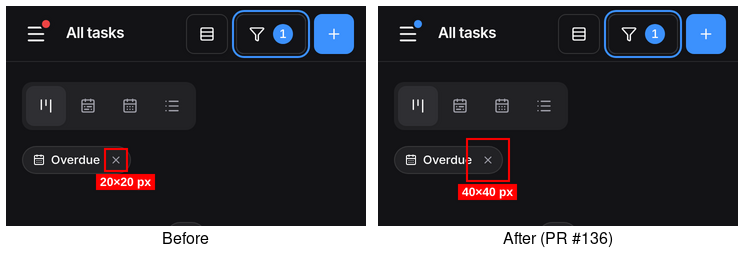 All tasks
1
Overdue
20×20 px
Before
All tasks
1
Overdue
40×40 px
After (PR #136)